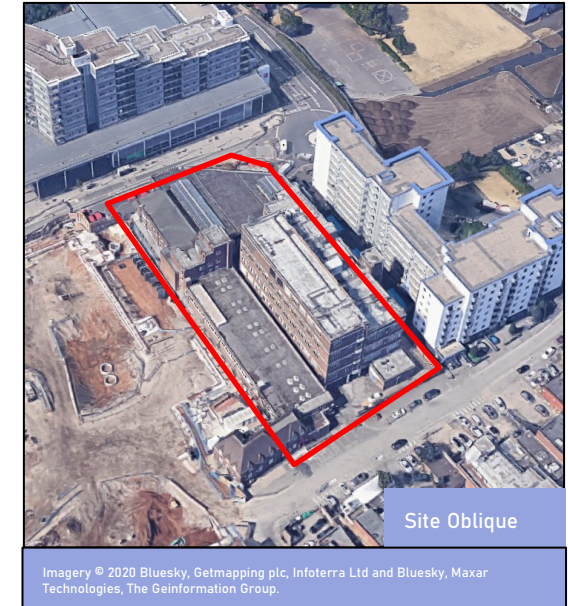 Site Oblique
Imagery © 2020 Bluesky, Getmapping plc, Infoterra Ltd and Bluesky, Maxar
Technologies, The Geinformation Group.